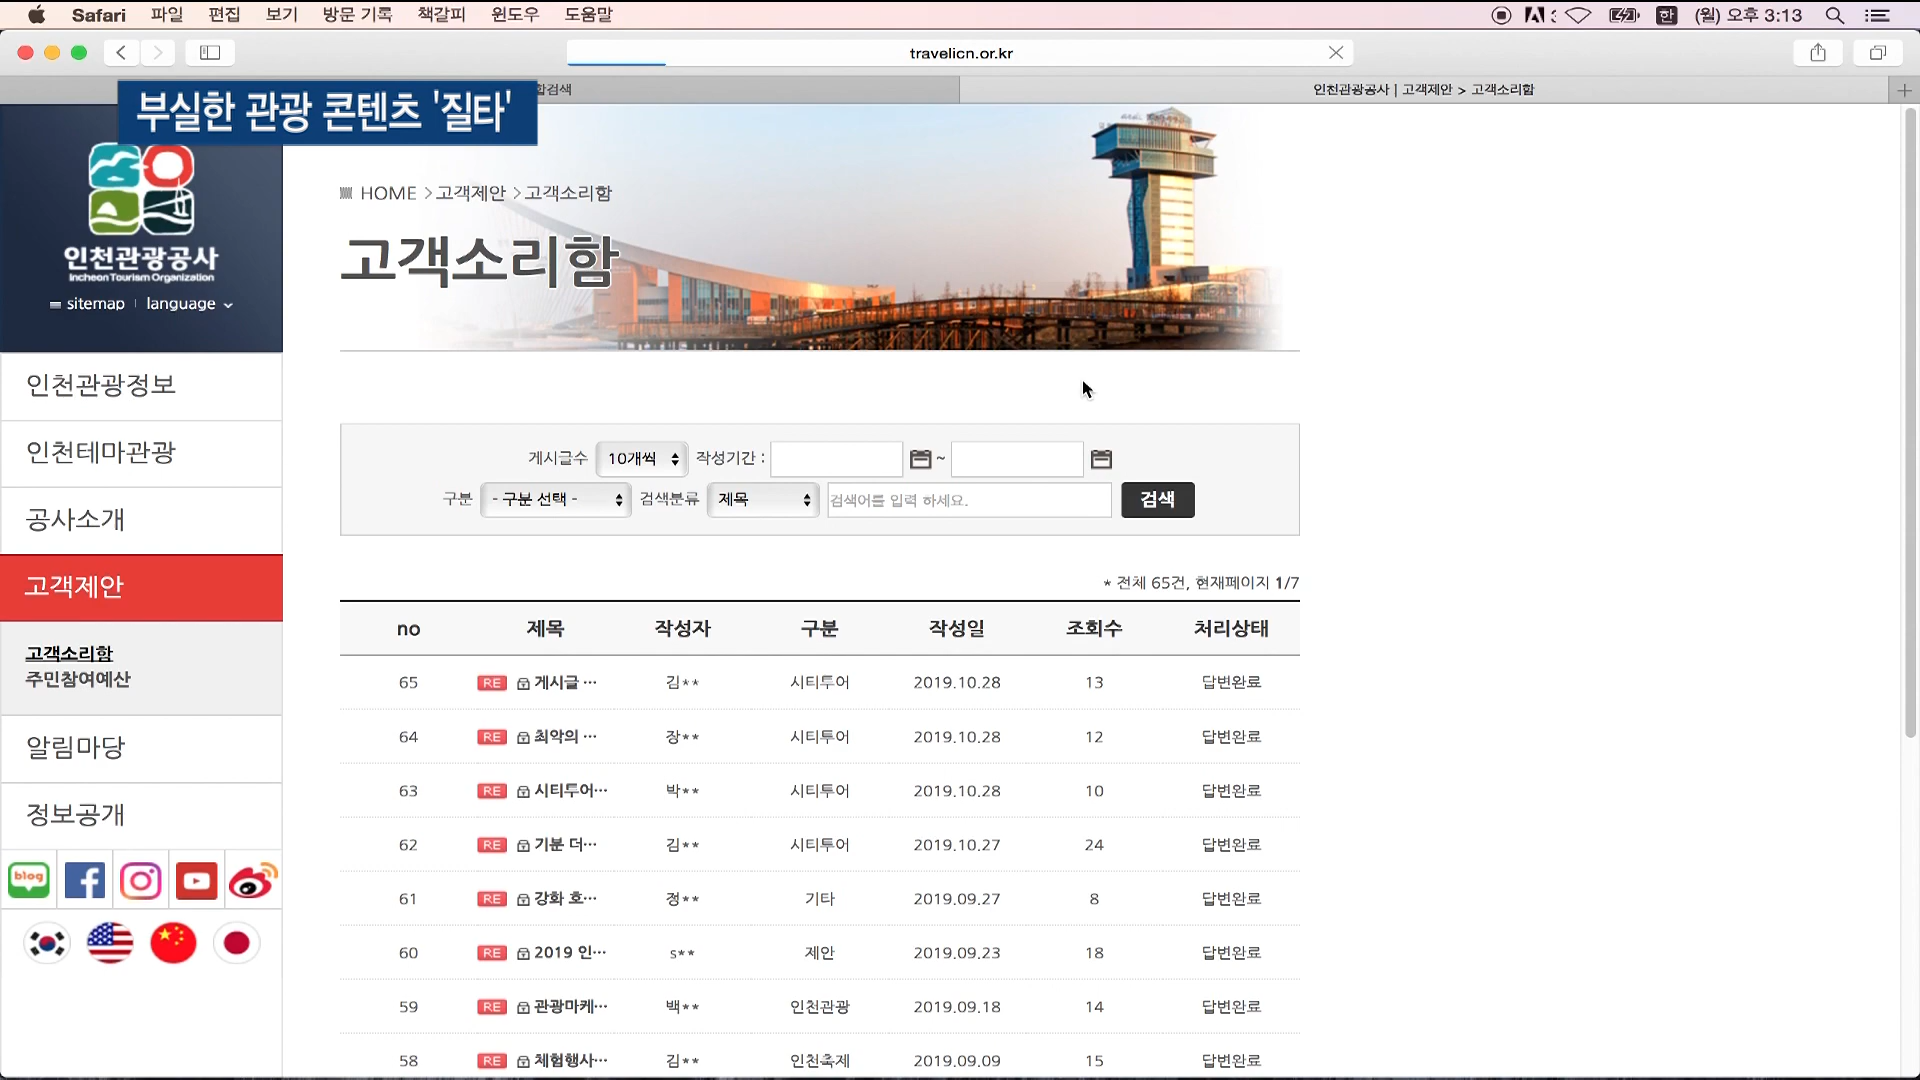 Safari 파일 편집 보기 방문 기록 책갈피 윈도우 도움말
한 (월) 오후 3:13
travelicn.or.kr
합검색
인천관광공사 | 고객제안 > 고객소리함
부실한 관광 콘텐츠 '질타'
인천관광공사
Incheon Tourism Organization
sitemap language
인천관광정보
인천테마관광
공사소개
고객제안
고객소리함
주민참여예산
알림마당
정보공개
blog
HOME >고객제안 >고객소리함
고객소리함
게시글수 10개씩 작성기간 : ~
구분 - 구분 선택 - 검색분류 제목 검색어를 입력 하세요. 검색
* 전체 65건, 현재페이지 1/7
no 제목 작성자 구분 작성일 조회수 처리상태
65 RE 게시글 … 김** 시티투어 2019.10.28 13 답변완료
64 RE 최악의 … 장** 시티투어 2019.10.28 12 답변완료
63 RE 시티투어… 박** 시티투어 2019.10.28 10 답변완료
62 RE 기분 더… 김** 시티투어 2019.10.27 24 답변완료
61 RE 강화 호… 정** 기타 2019.09.27 8 답변완료
60 RE 2019 인… s** 제안 2019.09.23 18 답변완료
59 RE 관광마케… 백** 인천관광 2019.09.18 14 답변완료
58 RE 체험행사… 김** 인천축제 2019.09.09 15 답변완료